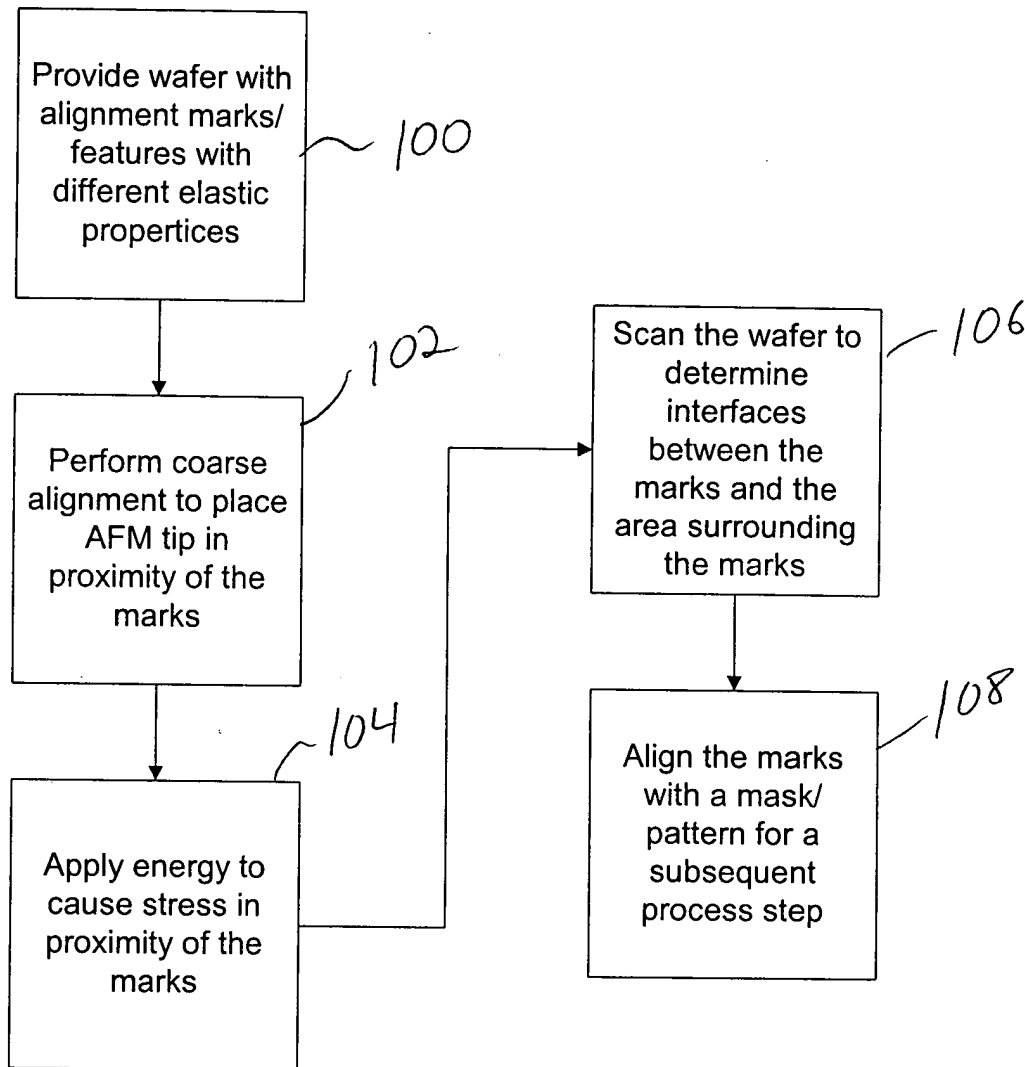 Provide wafer with
alignment marks/
features with
different elastic
propertices
100
Perform coarse
alignment to place
AFM tip in
proximity of the
marks
102
Apply energy to
cause stress in
proximity of the
marks
104
Scan the wafer to
determine
interfaces
between the
marks and the
area surrounding
the marks
106
Align the marks
with a mask/
pattern for a
subsequent
process step
108